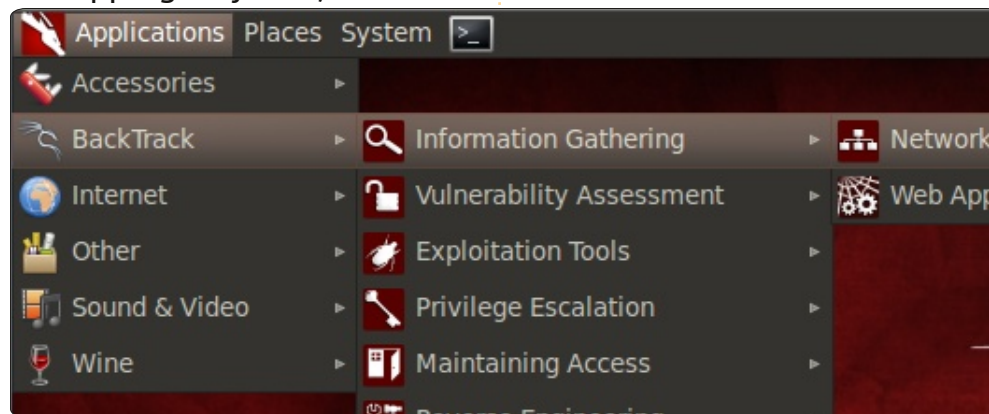 Applications Places System
Accessories
BackTrack
Information Gathering
Network
Internet
Vulnerability Assessment
Web App
Other
Exploitation Tools
Sound & Video
Privilege Escalation
Wine
Maintaining Access